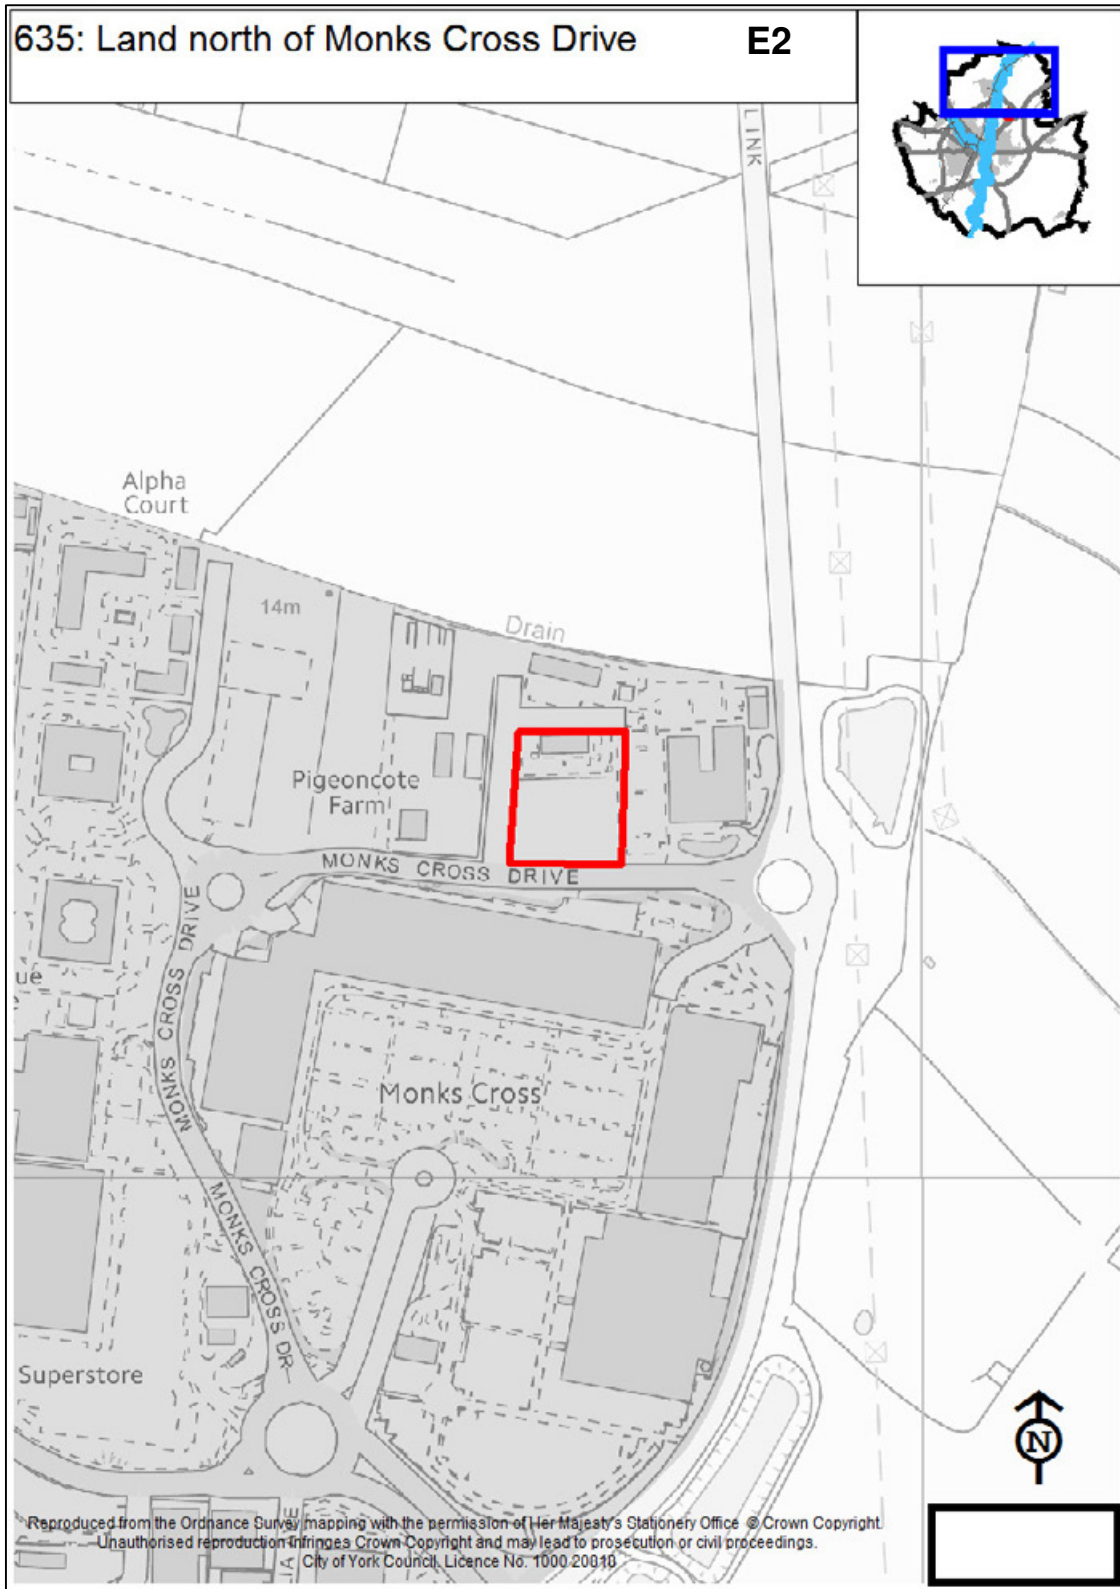 635: Land north of Monks Cross Drive
E2
LINK
Alpha
Court
14m
Drain
Pigeoncote
Farm
MONKS CROSS DRIVE
MONKS CROSS DRIVE
ue
Monks Cross
MONKS CROSS DR
Superstore
N
Reproduced from the Ordnance Survey mapping with the permission of Her Majesty's Stationery Office © Crown Copyright.
Unauthorised reproduction infringes Crown Copyright and may lead to prosecution or civil proceedings.
City of York Council. Licence No. 1000 20818